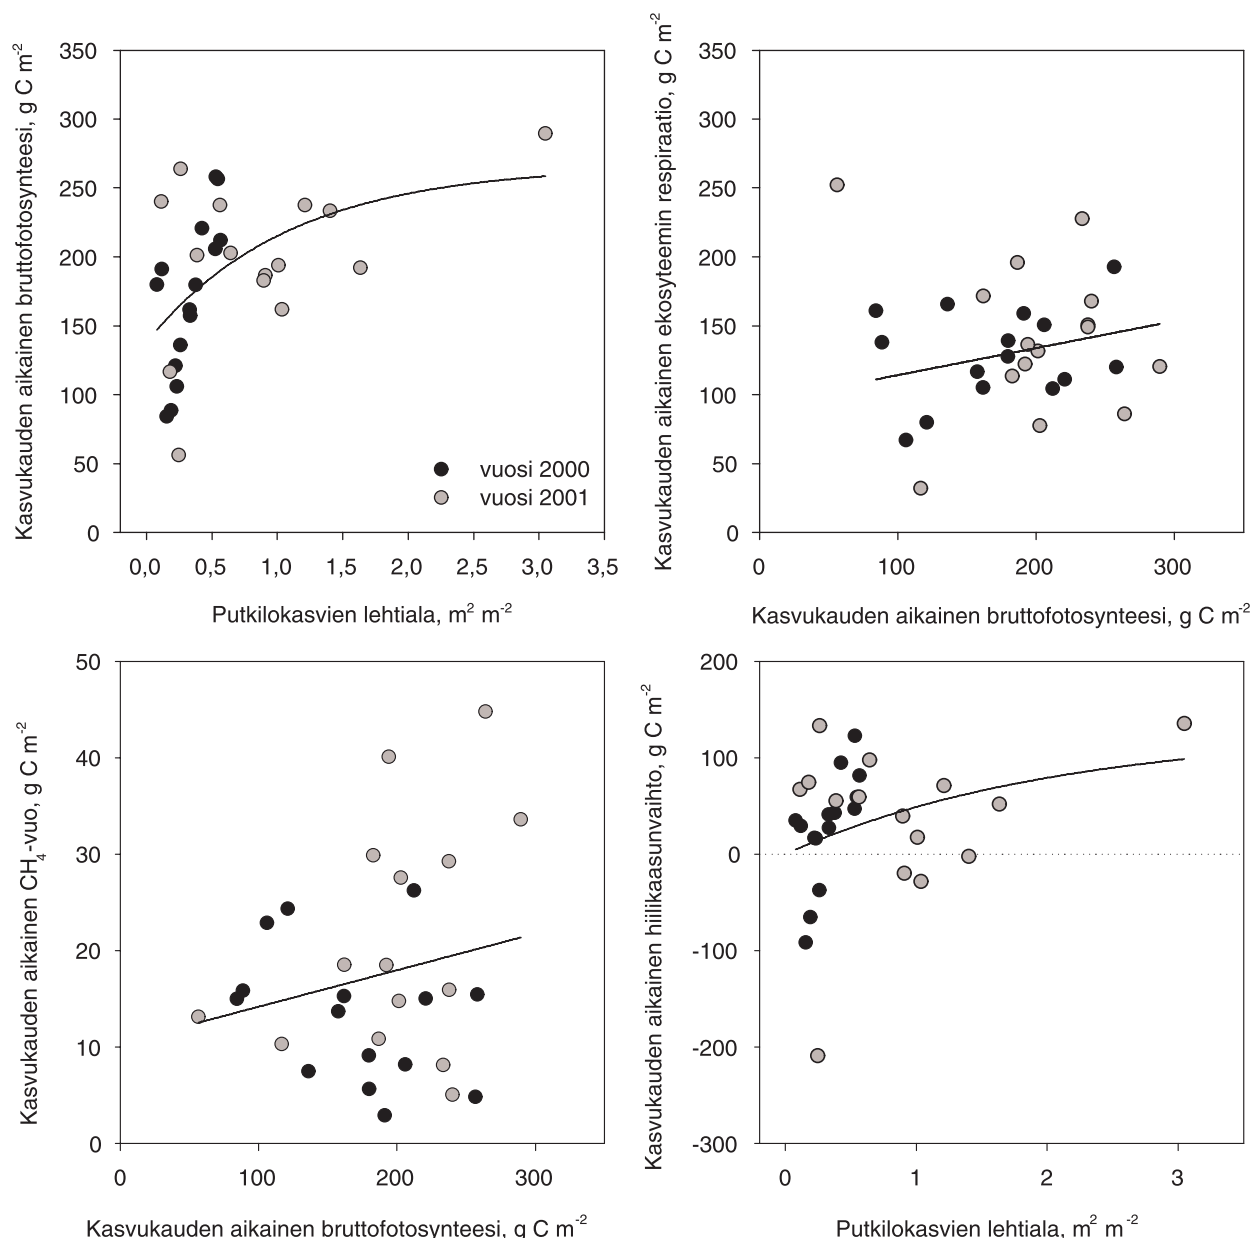 Kasvukauden aikainen bruttofotosynteesi, g C m-2
350
300
250
200
150
100
50
0
vuosi 2000
vuosi 2001
0,0 0,5 1,0 1,5 2,0 2,5 3,0 3,5
Putkilokasvien lehtiala, m2 m-2
Kasvukauden aikainen ekosyteemin respiraatio, g C m-2
350
300
250
200
150
100
50
0
0 100 200 300
Kasvukauden aikainen bruttofotosynteesi, g C m-2
Kasvukauden aikainen CH4-vuo, g C m-2
50
40
30
20
10
0
0 100 200 300
Kasvukauden aikainen bruttofotosynteesi, g C m-2
Kasvukauden aikainen hiilikaasunvaihto, g C m-2
200
100
0
-100
-200
-300
0 1 2 3
Putkilokasvien lehtiala, m2 m-2